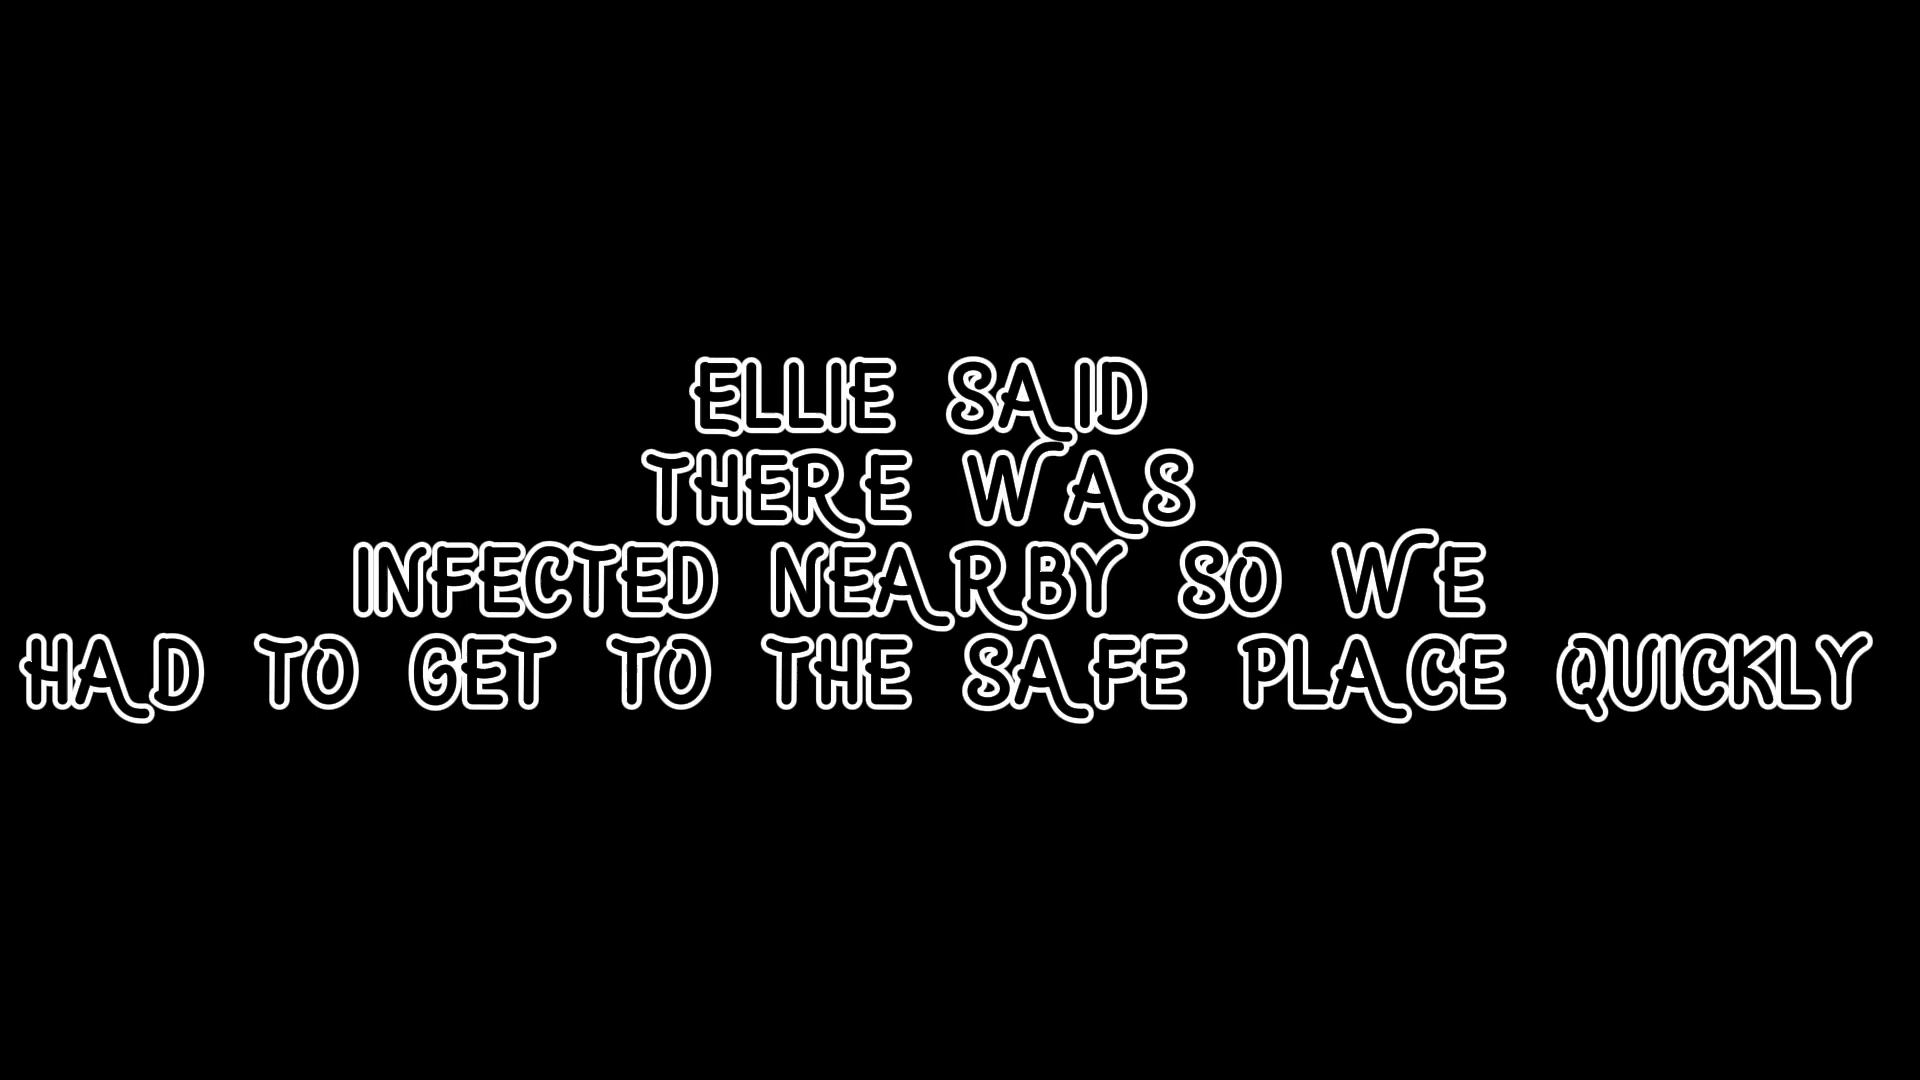 ELLIE SAID
THERE WAS
INFECTED NEARBY SO WE
HAD TO GET TO THE SAFE PLACE QUICKLY